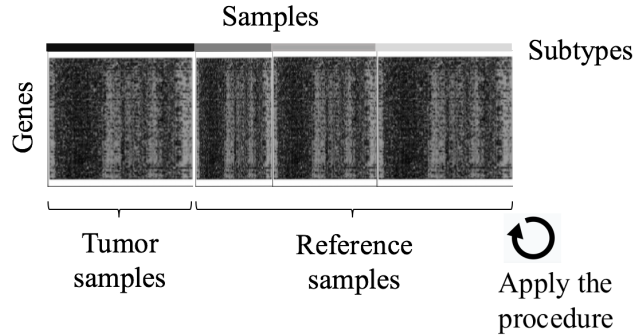 Samples
Subtypes
Genes
Tumor
samples
Reference
samples
Apply the
procedure